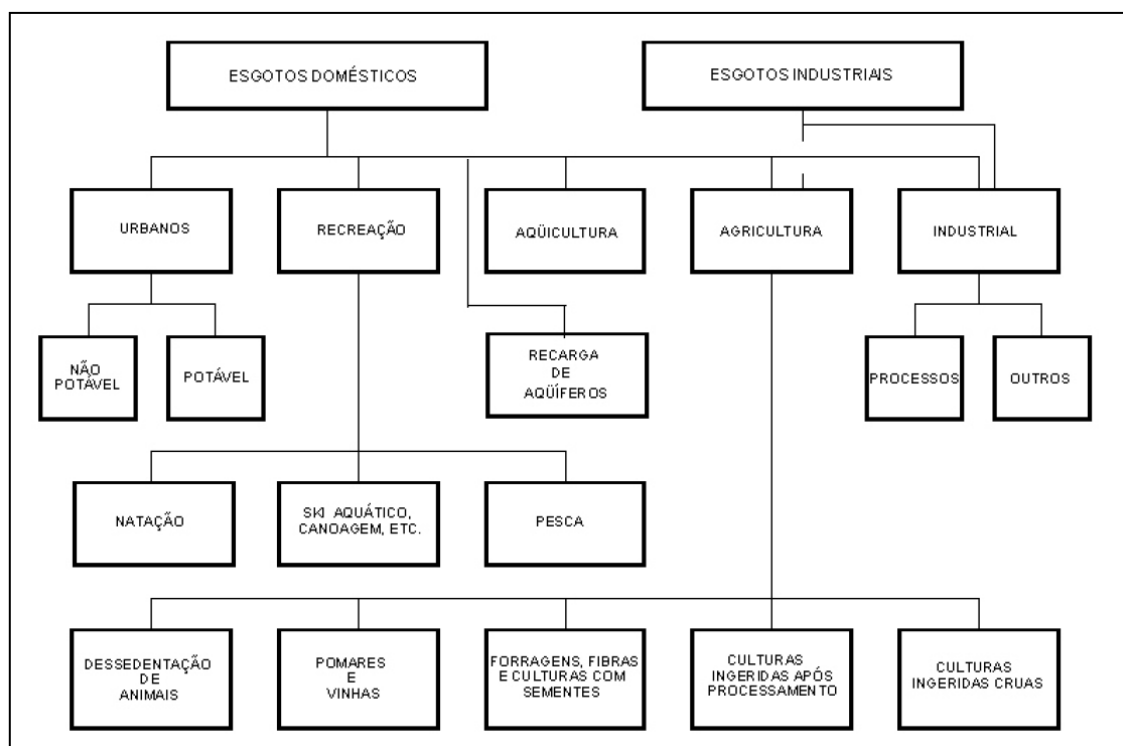 ESGOTOS DOMÉSTICOS
ESGOTOS INDUSTRIAIS
URBANOS
RECREAÇÃO
AQÜICULTURA
AGRICULTURA
INDUSTRIAL
NÃO
POTÁVEL
POTÁVEL
RECARGA
DE
AQÜÍFEROS
PROCESSOS
OUTROS
NATAÇÃO
SKI AQUÁTICO,
CANOAGEM, ETC.
PESCA
DESSEDENTAÇÃO
DE
ANIMAIS
POMARES
E
VINHAS
FORRAGENS, FIBRAS
E CULTURAS COM
SEMENTES
CULTURAS
INGERIDAS APÓS
PROCESSAMENTO
CULTURAS
INGERIDAS CRUAS